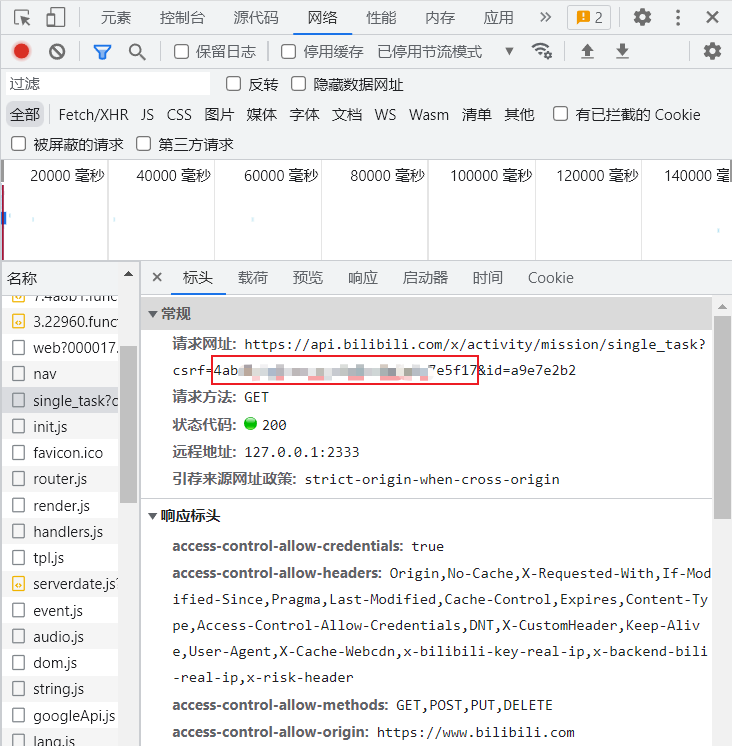 元素 控制台 源代码 网络 性能 内存 应用 2
保留日志 停用缓存 已停用节流模式
过滤 反转 隐藏数据网址
全部 Fetch/XHR JS CSS 图片 媒体 字体 文档 WS Wasm 清单 其他 有已拦截的 Cookie
被屏蔽的请求 第三方请求
20000 毫秒 40000 毫秒 60000 毫秒 80000 毫秒 100000 毫秒 120000 毫秒 140000 毫
名称
7.4a8b1.func
3.22960.func
web?000017.
nav
single_task?c
init.js
favicon.ico
router.js
render.js
handlers.js
tpl.js
serverdate.js?
event.js
audio.js
dom.js
string.js
googleApi.js
lang.js
标头 载荷 预览 响应 启动器 时间 Cookie
常规
请求网址: https://api.bilibili.com/x/activity/mission/single_task?
csrf=4ab 7e5f17&id=a9e7e2b2
请求方法: GET
状态代码: 200
远程地址: 127.0.0.1:2333
引荐来源网址政策: strict-origin-when-cross-origin
响应标头
access-control-allow-credentials: true
access-control-allow-headers: Origin,No-Cache,X-Requested-With,If-Mod
ified-Since,Pragma,Last-Modified,Cache-Control,Expires,Content-Ty
pe,Access-Control-Allow-Credentials,DNT,X-CustomHeader,Keep-Aliv
e,User-Agent,X-Cache-Webcdn,x-bilibili-key-real-ip,x-backend-bili
-real-ip,x-risk-header
access-control-allow-methods: GET,POST,PUT,DELETE
access-control-allow-origin: https://www.bilibili.com